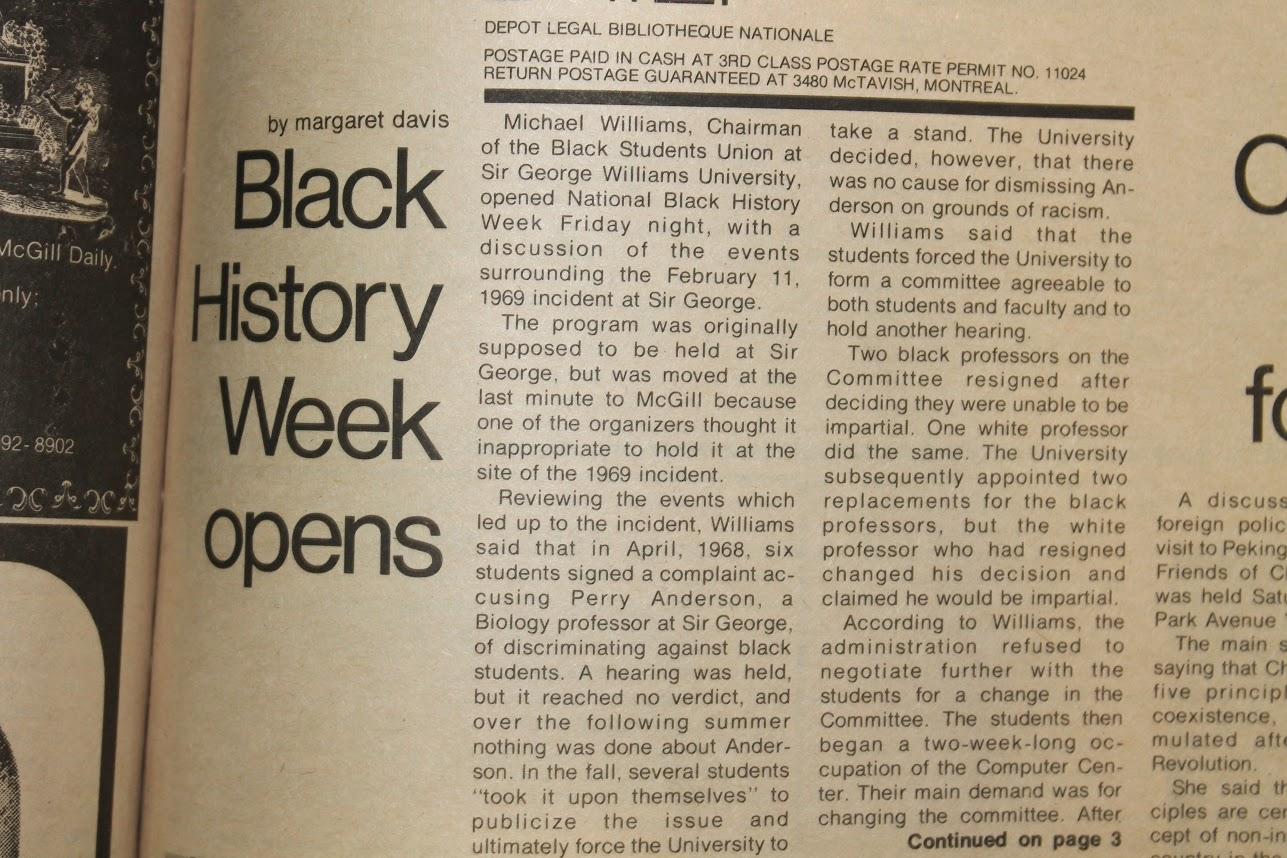 McGill Daily.
only;
92-8902
DEPOT LEGAL BIBLIOTHEQUE NATIONALE
POSTAGE PAID IN CASH AT 3RD CLASS POSTAGE RATE PERMIT NO. 11024
RETURN POSTAGE GUARANTEED AT 3480 McTAVISH, MONTREAL.
by margaret davis
Black
History
Week
opens
Michael Williams, Chairman
of the Black Students Union at
Sir George Williams University,
opened National Black History
Week Friday night, with a
discussion of the events
surrounding the February 11,
1969 incident at Sir George.
The program was originally
supposed to be held at Sir
George, but was moved at the
last minute to McGill because
one of the organizers thought it
inappropriate to hold it at the
site of the 1969 incident.
Reviewing the events which
led up to the incident, Williams
said that in April, 1968, six
students signed a complaint ac-
cusing Perry Anderson, a
Biology professor at Sir George,
of discriminating against black
students. A hearing was held,
but it reached no verdict, and
over the following summer
nothing was done about Ander-
son. In the fall, several students
"took it upon themselves" to
publicize the issue and
ultimately force the University to
take a stand. The University
decided, however, that there
was no cause for dismissing An-
derson on grounds of racism.
Williams said that the
students forced the University to
form a committee agreeable to
both students and faculty and to
hold another hearing.
Two black professors on the
Committee resigned after
deciding they were unable to be
impartial. One white professor
did the same. The University
subsequently appointed two
replacements for the black
professors, but the white
professor who had resigned
changed his decision and
claimed he would be impartial.
According to Williams, the
administration refused to
negotiate further with the
students for a change in the
Committee. The students then
began a two-week-long oc-
cupation of the Computer Cen-
ter. Their main demand was for
changing the committee. After
Continued on page 3
A discuss
foreign polic
visit to Peking
Friends of C
was held Satu
Park Avenue
The main s
saying that Ch
five princip
coexistence,
mulated afte
Revolution.
She said th
ciples are cen
cept of non-in